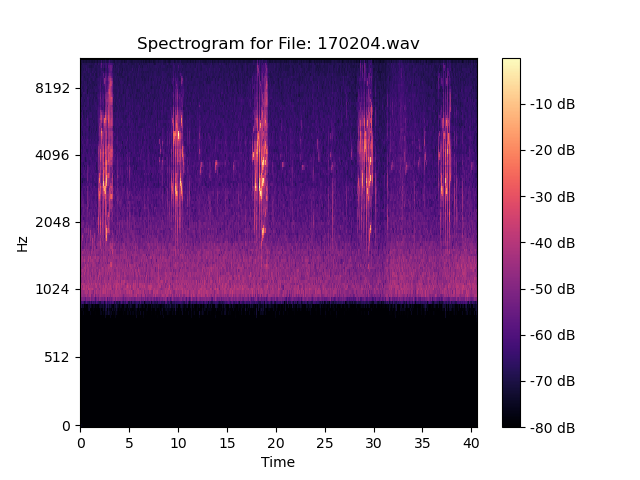 Spectrogram for File: 170204.wav
8192
4096
2048
1024
512
0
Hz
0 5 10 15 20 25 30 35 40
Time
-10 dB
-20 dB
-30 dB
-40 dB
-50 dB
-60 dB
-70 dB
-80 dB